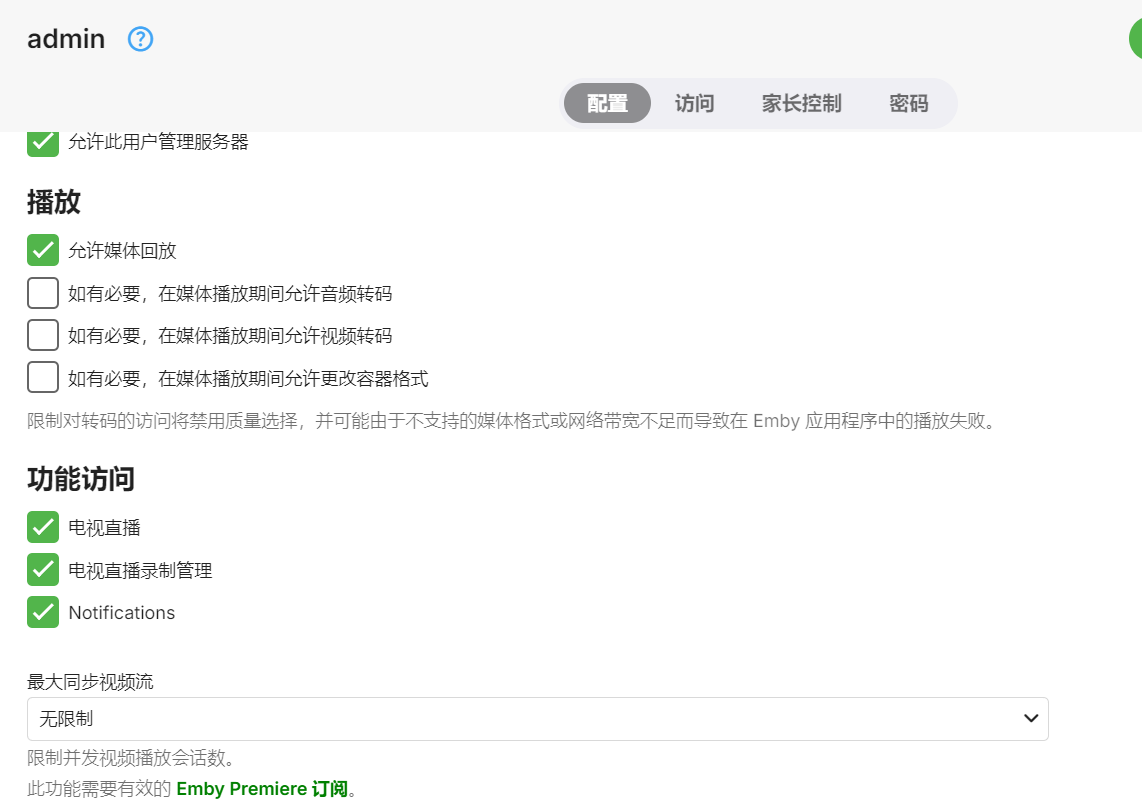 admin ?
配置 访问 家长控制 密码
允许此用户管理服务器
播放
允许媒体回放
如有必要，在媒体播放期间允许音频转码
如有必要，在媒体播放期间允许视频转码
如有必要，在媒体播放期间允许更改容器格式
限制对转码的访问将禁用质量选择，并可能由于不支持的媒体格式或网络带宽不足而导致在 Emby 应用程序中的播放失败。
功能访问
电视直播
电视直播录制管理
Notifications
最大同步视频流
无限制
限制并发视频播放会话数。
此功能需要有效的 Emby Premiere 订阅。